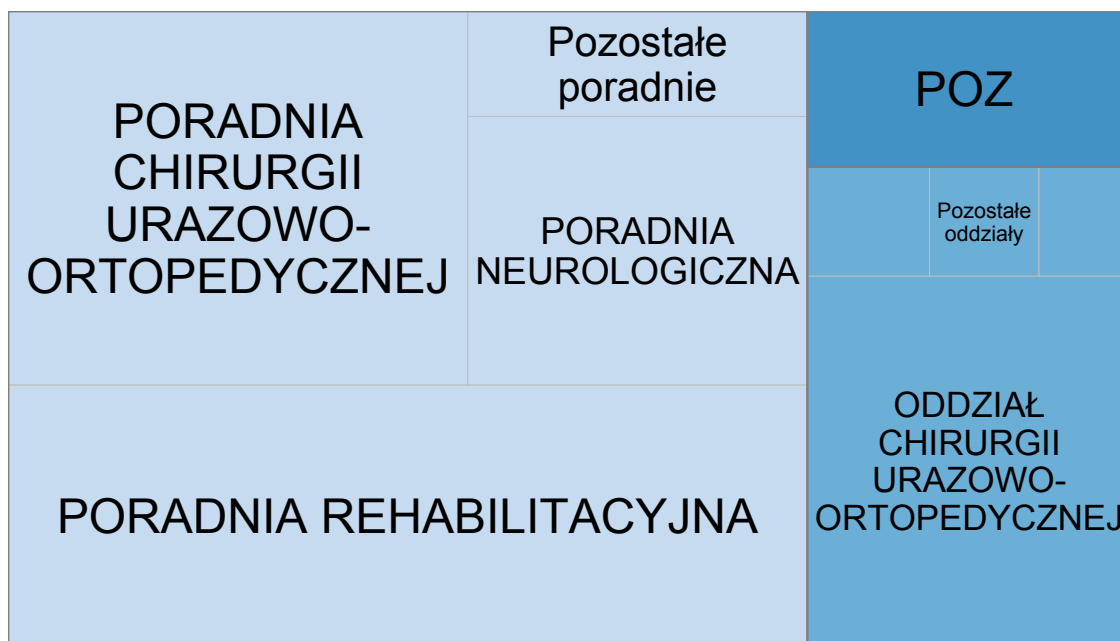 PORADNIA
CHIRURGII
URAZOWO-
ORTOPEDYCZNEJ
Pozostałe
poradnie
PORADNIA
NEUROLOGICZNA
PORADNIA REHABILITACYJNA
POZ
Pozostałe
oddziały
ODDZIAŁ
CHIRURGII
URAZOWO-
ORTOPEDYCZNEJ